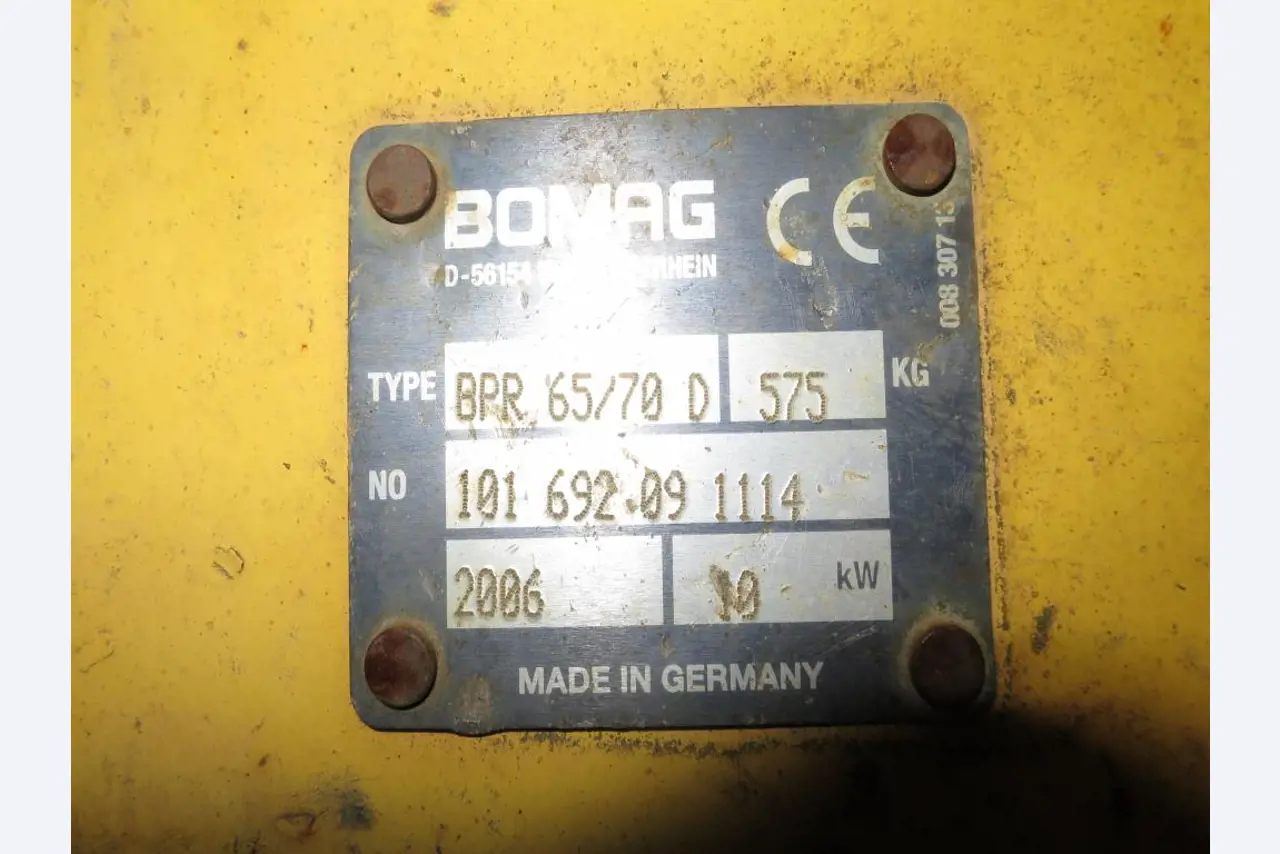 BOMAG CE
D-56154
TYPE BPR 65/70 D 575 KG
NO 101 692 09 1114
2006 10 kW
MADE IN GERMANY
008 307 13